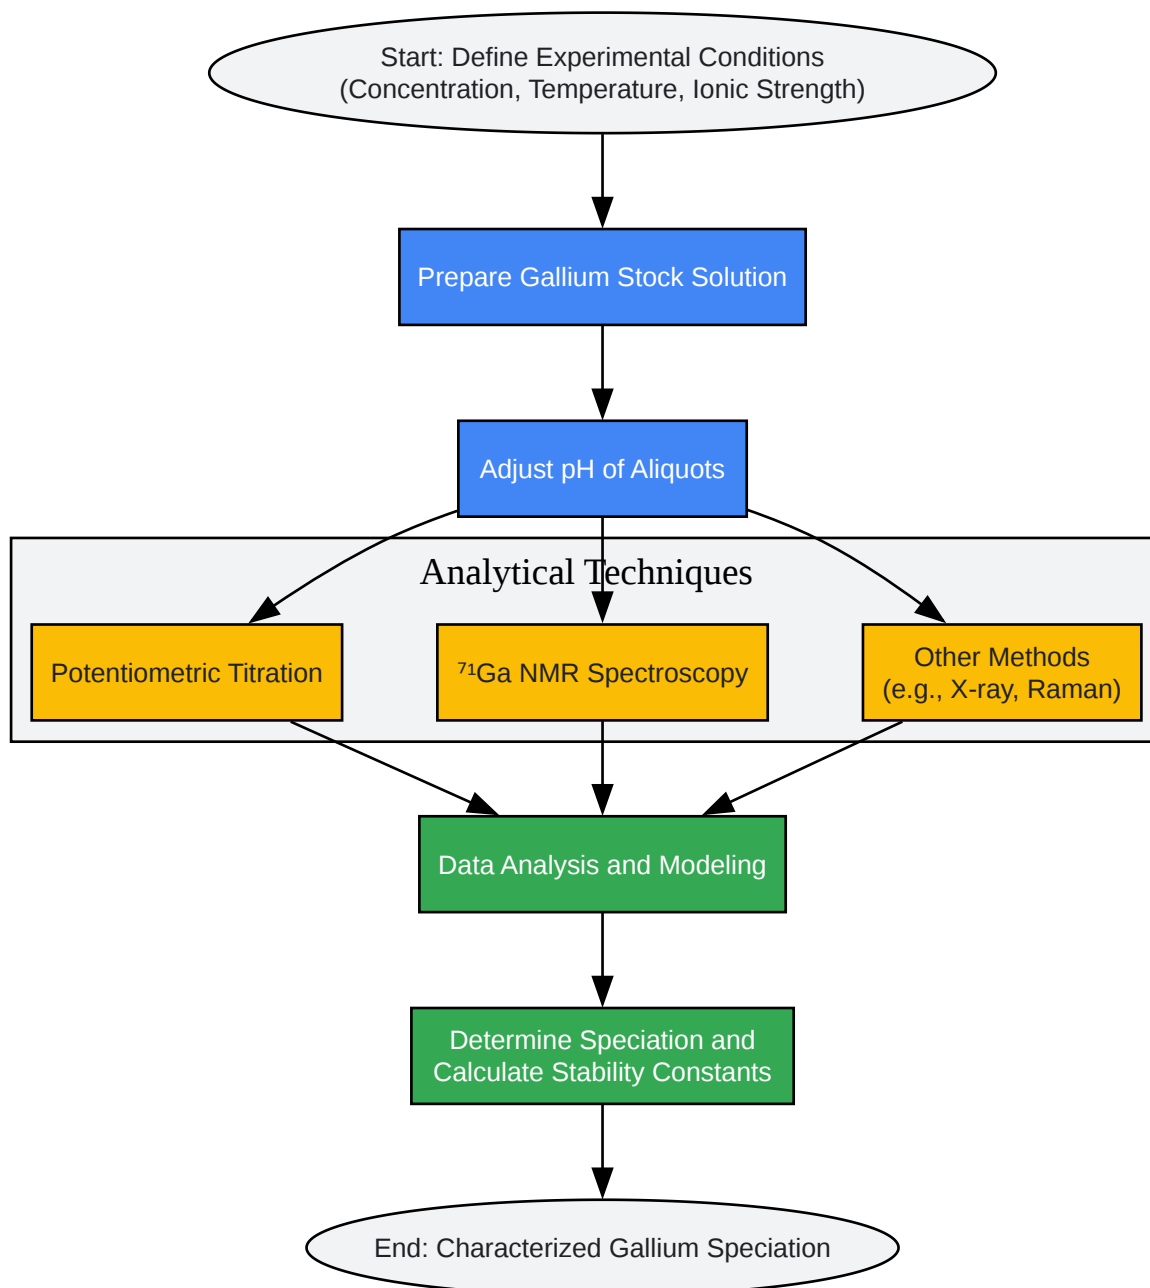 Start: Define Experimental Conditions
(Concentration, Temperature, Ionic Strength)
Prepare Gallium Stock Solution
Adjust pH of Aliquots
Analytical Techniques
Potentiometric Titration
⁷¹Ga NMR Spectroscopy
Other Methods
(e.g., X-ray, Raman)
Data Analysis and Modeling
Determine Speciation and
Calculate Stability Constants
End: Characterized Gallium Speciation